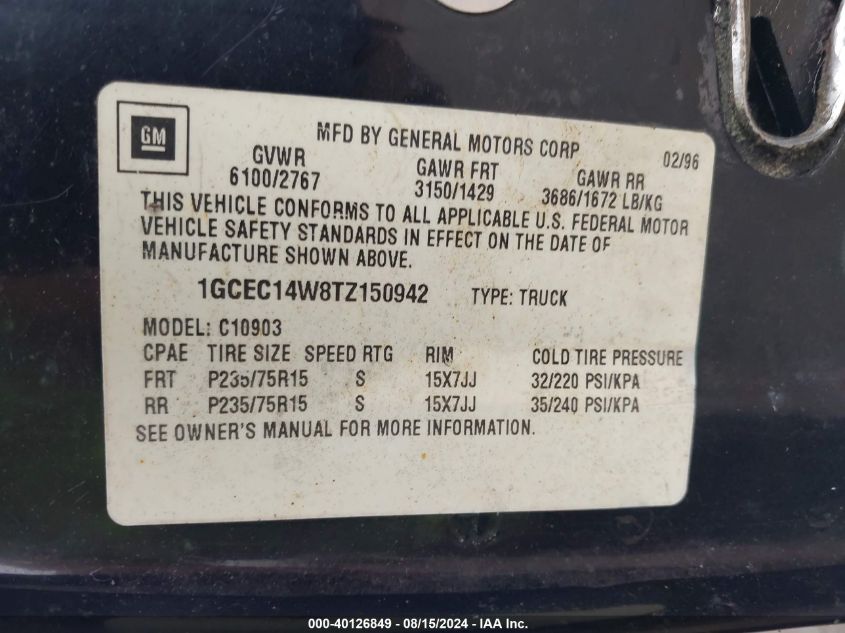 GM
MFD BY GENERAL MOTORS CORP 02/96
GVWR GAWR FRT GAWR RR
6100/2767 3150/1429 3686/1672 LB/KG
THIS VEHICLE CONFORMS TO ALL APPLICABLE U.S. FEDERAL MOTOR
VEHICLE SAFETY STANDARDS IN EFFECT ON THE DATE OF
MANUFACTURE SHOWN ABOVE.
1GCEC14W8TZ150942 TYPE: TRUCK
MODEL: C10903
CPAE TIRE SIZE SPEED RTG RIM COLD TIRE PRESSURE
FRT P235/75R15 S 15X7JJ 32/220 PSI/KPA
RR P235/75R15 S 15X7JJ 35/240 PSI/KPA
SEE OWNER'S MANUAL FOR MORE INFORMATION.
000-40126849 - 08/15/2024 - IAA Inc.